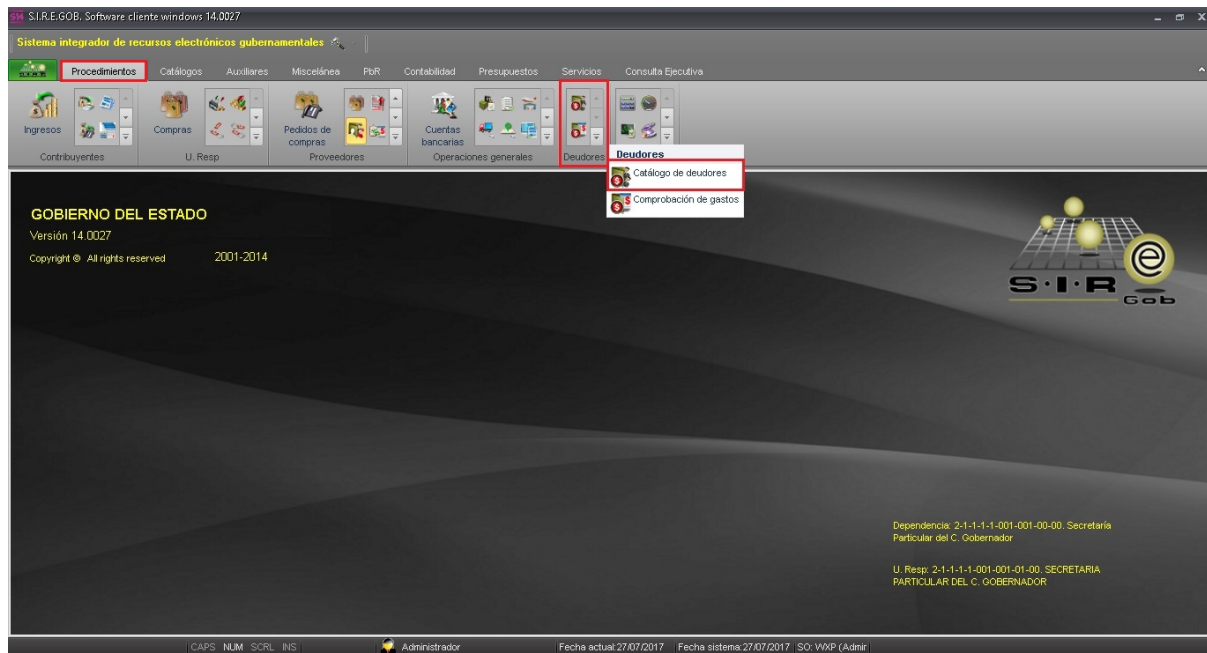 S14 S.I.R.E.GOB. Software cliente windows 14.0027
Sistema integrador de recursos electrónicos gubernamentales
Procedimientos Catálogos Auxiliares Miscelánea PbR Contabilidad Presupuestos Servicios Consulta Ejecutiva
Ingresos
Compras
Pedidos de compras
Cuentas bancarias
Contribuyentes U. Resp Proveedores Operaciones generales Deudores
Deudores
Catálogo de deudores
Comprobación de gastos
GOBIERNO DEL ESTADO
Versión 14.0027
Copyright © All rights reserved 2001-2014
S·I·R e
Gob
Dependencia: 2-1-1-1-1-001-001-00-00. Secretaría
Particular del C. Gobernador
U. Resp: 2-1-1-1-1-001-001-01-00. SECRETARIA
PARTICULAR DEL C. GOBERNADOR
CAPS NUM SCRL INS Administrador Fecha actual:27/07/2017 Fecha sistema:27/07/2017 SO: WXP (Admir